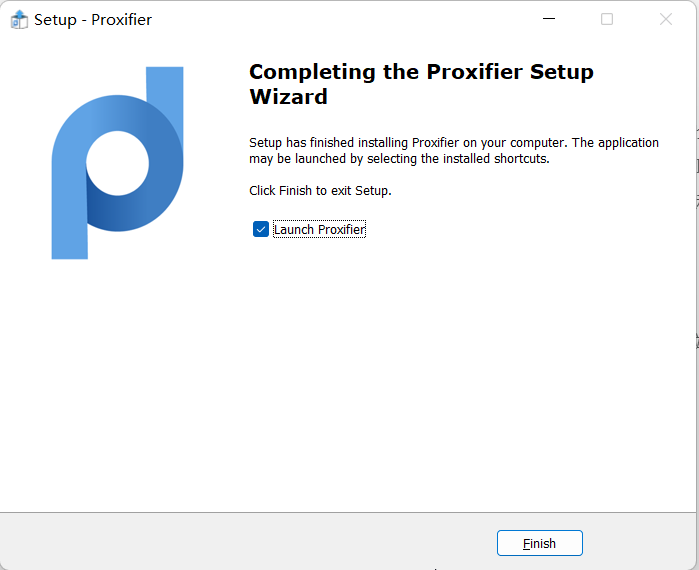 Setup - Proxifier
Completing the Proxifier Setup
Wizard
Setup has finished installing Proxifier on your computer. The application
may be launched by selecting the installed shortcuts.
Click Finish to exit Setup.
Launch Proxifier
Finish